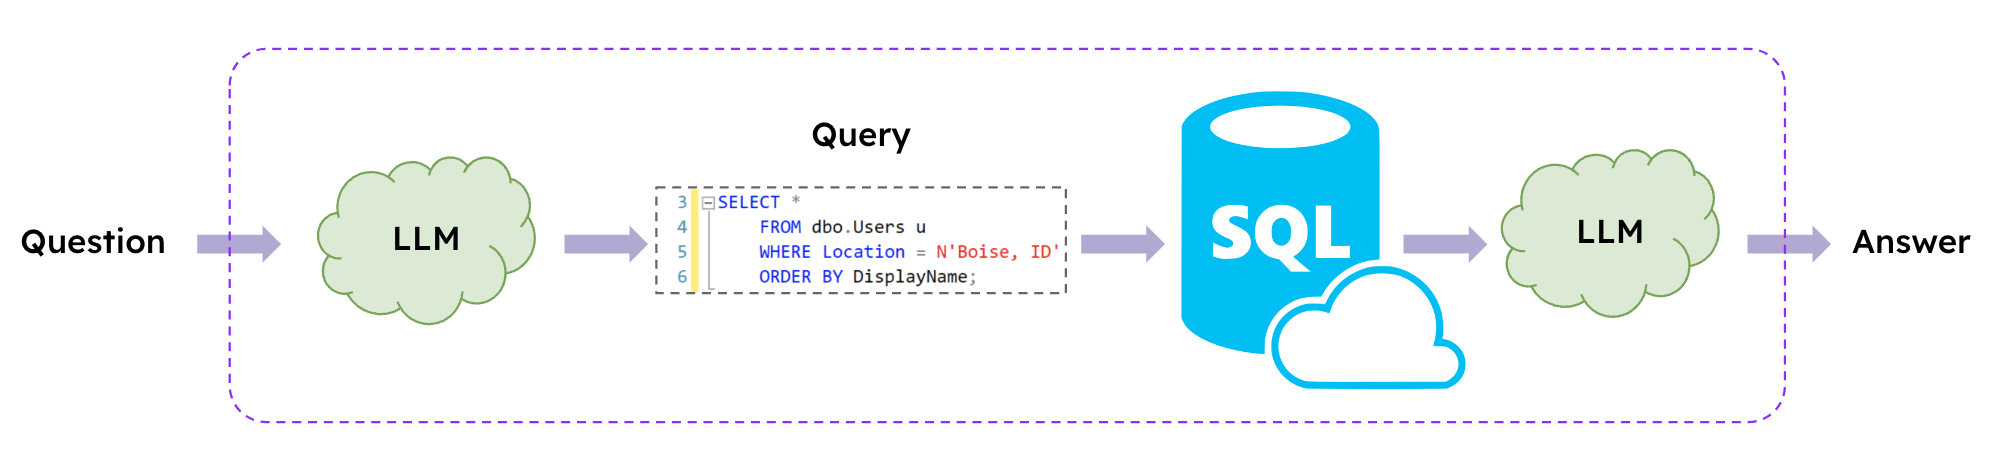 Question
LLM
Query
3 SELECT *
4 FROM dbo.Users u
5 WHERE Location = N'Boise, ID'
6 ORDER BY DisplayName;
SQL
LLM
Answer